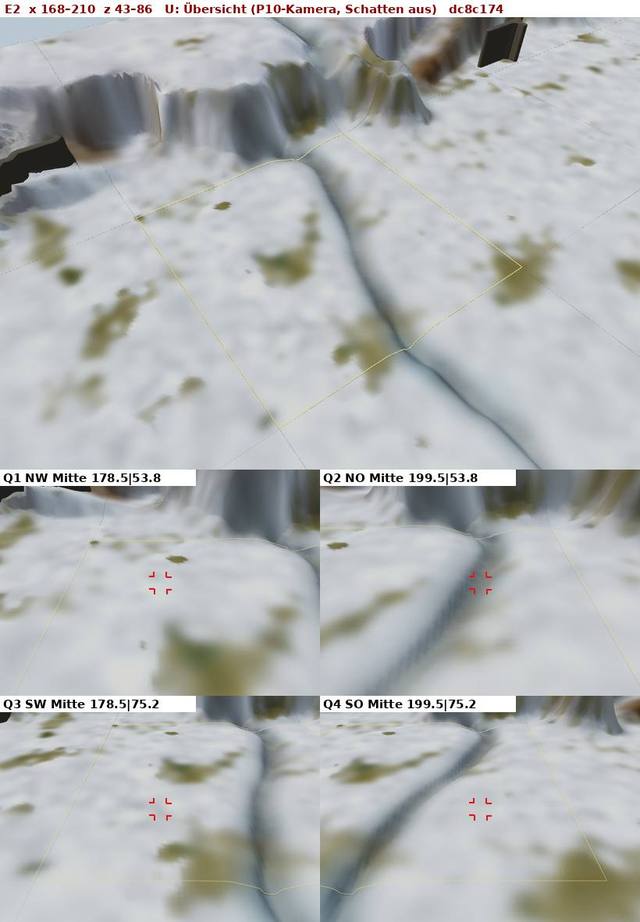 E2 x 168–210 z 43–86 U: Übersicht (P10-Kamera, Schatten aus) dc8c174
Q1 NW Mitte 178.5|53.8
Q2 NO Mitte 199.5|53.8
Q3 SW Mitte 178.5|75.2
Q4 SO Mitte 199.5|75.2